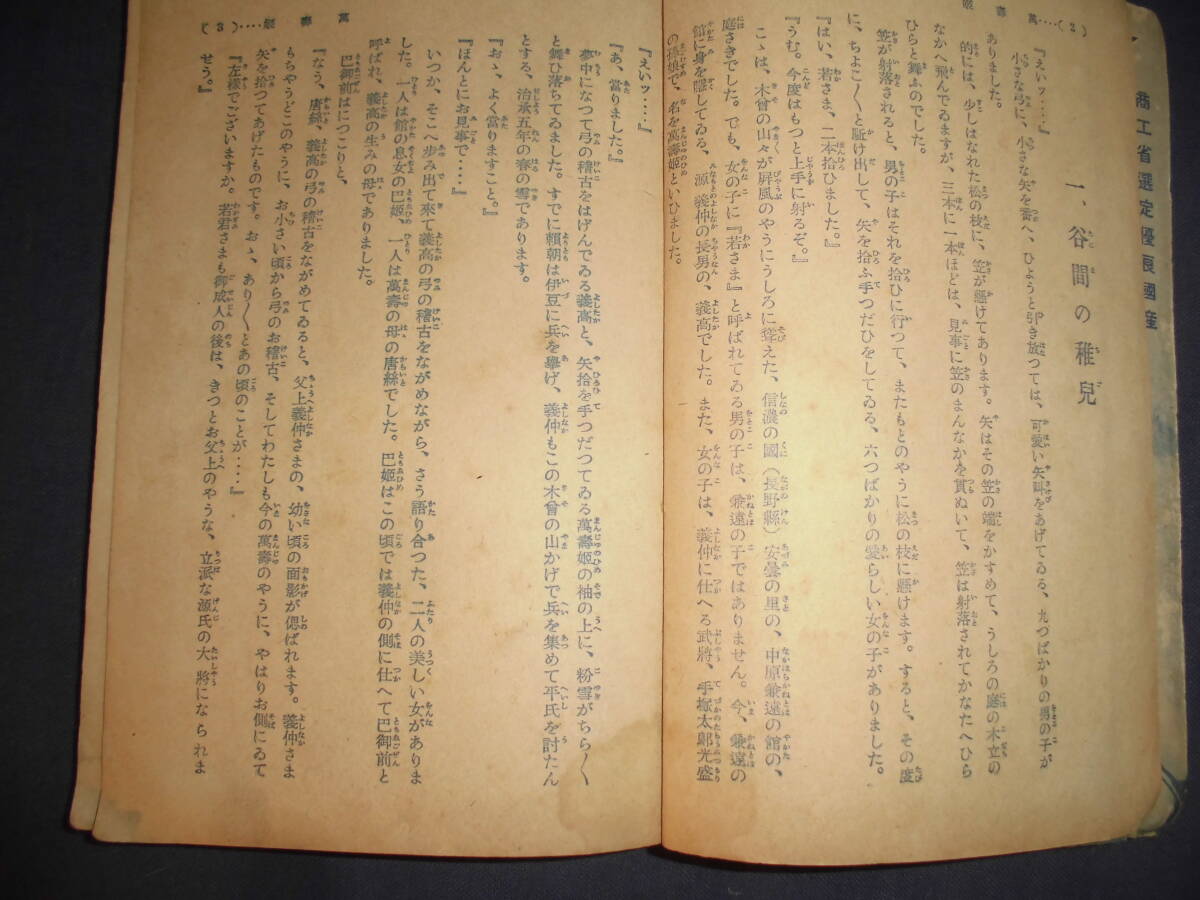 萬壽姬‥‥(2)
商工省選定優良國産
一、谷間の稚兒
『えいッ‥‥』
小さな弓に、小さな矢を番へ、ひようと引き放つては、可愛い矢叫をあげてゐる、九つばかりの男の子が
ありました。
的には、少しはなれた松の枝に、笠が懸けてあります。矢はその笠の端をかすめて、うしろの庭の木立の
なかへ飛んでゐますが、三本に一本ほどは、見事に笠のまんなかを貫ぬいて、笠は射落されてかなたへひら
ひらと舞ふのでした。
笠が射落されると、男の子はそれを拾ひに行つて、またもとのやうに松の枝に懸けます。すると、その度
に、ちよこ〳〵と駈け出して、矢を拾ふ手つだひをしてゐる、六つばかりの愛らしい女の子がありました。
『はい、若さま、二本拾ひました。』
『うむ。今度はもつと上手に射るぞ。』
こゝは、木曾の山々が屛風のやうにうしろに聳えた、信濃の國(長野縣)安曇の里の、中原兼遠の館の、
庭さきでした。でも、女の子に『若さま』と呼ばれてゐる男の子は、兼遠の子ではありません。今、兼遠の
館に身を隱してゐる、源義仲の長男の、義高でした。また、女の子は、義仲に仕へる武將、手塚太郎光盛
の孫娘で、名を萬壽姬といひました。
萬壽姬‥‥(3)
『えいッ‥‥』
『あ、當りました。』
夢中になつて弓の稽古をはげんでゐる義高と、矢拾を手つだつてゐる萬壽姬の袖の上に、粉雪がちら〳〵
と舞ひ落ちてゐました。すでに賴朝は伊豆に兵を擧げ、義仲もこの木曾の山かげで兵を集めて平氏を討たん
とする、治承五年の春の雪であります。
『おゝ、よく當りますこと。』
『ほんとにお見事で‥‥』
いつか、そこへ步み出て來て義高の弓の稽古をながめながら、さう語り合つた、二人の美しい女がありま
した。一人は館の息女の巴姬、一人は萬壽の母の唐絲でした。巴姬はこの頃では義仲の側に仕へて巴御前と
呼ばれ、義高の生みの母でありました。
巴御前はにつこりと、
『なう、唐絲、義高の弓の稽古をながめてゐると、父上義仲さまの、幼い頃の面影が偲ばれます。義仲さま
もちやうどこのやうに、お小さい頃から弓のお稽古、そしてわたしも今の萬壽のやうに、やはりお側にゐて
矢を拾つてあげたものです。おゝ、あり〳〵とあの頃のことが‥‥』
『左樣でございますか。若君さまも御成人の後は、きつとお父上のやうな、立派な源氏の大將になられま
せう。』